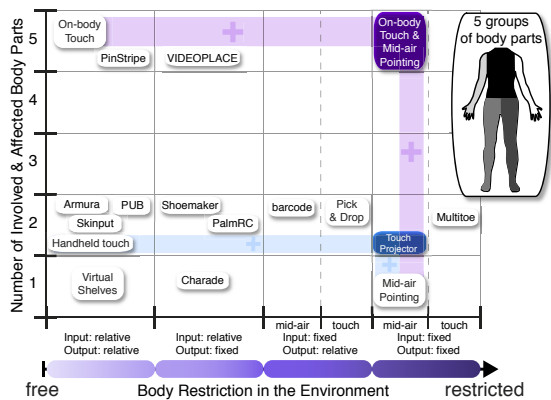 Number of Involved & Affected Body Parts
5
4
3
2
1
On-body
Touch
PinStripe
VIDEOPLACE
On-body
Touch &
Mid-air
Pointing
5 groups
of body parts
Armura
PUB
Skinput
Handheld touch
Shoemaker
PalmRC
barcode
Pick
& Drop
Touch
Projector
Multitoe
Virtual
Shelves
Charade
Mid-air
Pointing
mid-air
touch
mid-air
touch
Input: relative
Output: relative
Input: relative
Output: fixed
Input: fixed
Output: relative
Input: fixed
Output: fixed
free
Body Restriction in the Environment
restricted